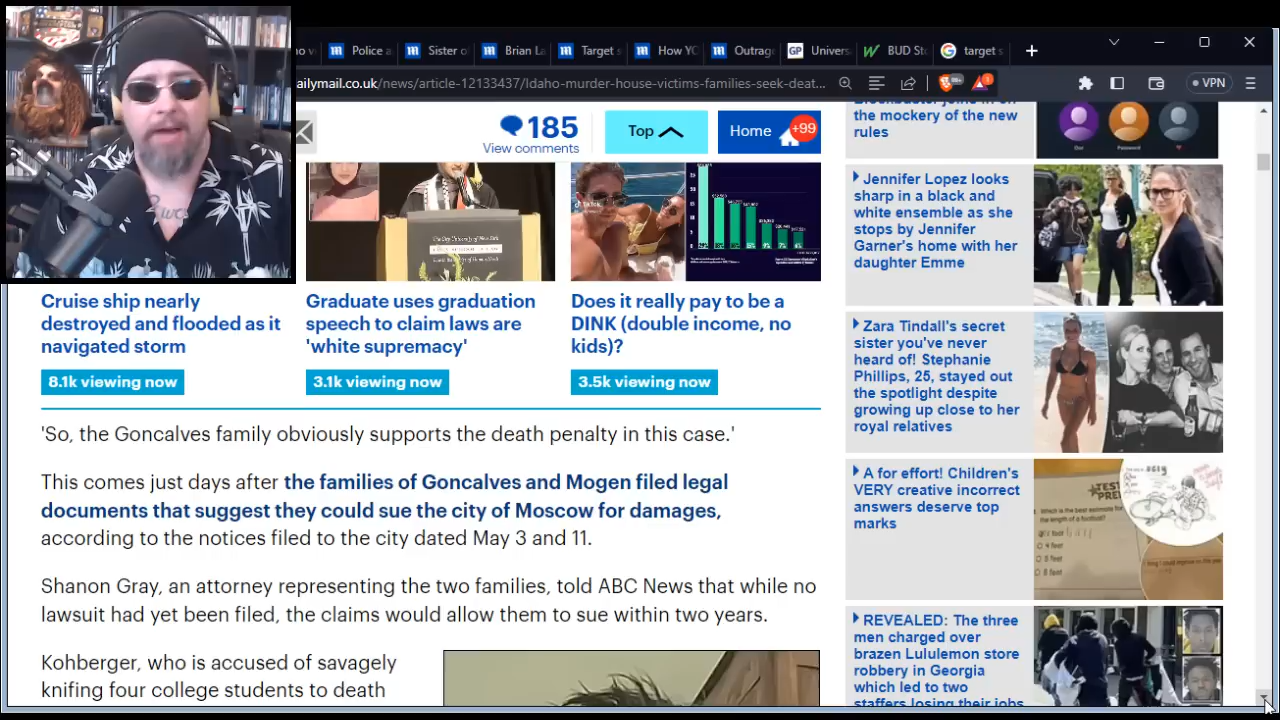 Police a
Sister o
Brian La
Target s
How YO
Outrag
GP Univers
BUD Sto
target s
ailymail.co.uk/news/article-12133437/Idaho-murder-house-victims-families-seek-deat...
VPN
185
View comments
Top
Home
+99
Cruise ship nearly
destroyed and flooded as it
navigated storm
8.1k viewing now
Graduate uses graduation
speech to claim laws are
'white supremacy'
3.1k viewing now
Does it really pay to be a
DINK (double income, no
kids)?
3.5k viewing now
'So, the Goncalves family obviously supports the death penalty in this case.'
This comes just days after the families of Goncalves and Mogen filed legal
documents that suggest they could sue the city of Moscow for damages,
according to the notices filed to the city dated May 3 and 11.
Shanon Gray, an attorney representing the two families, told ABC News that while no
lawsuit had yet been filed, the claims would allow them to sue within two years.
Kohberger, who is accused of savagely
knifing four college students to death
the mockery of the new
rules
Jennifer Lopez looks
sharp in a black and
white ensemble as she
stops by Jennifer
Garner's home with her
daughter Emme
Zara Tindall's secret
sister you've never
heard of! Stephanie
Phillips, 25, stayed out
the spotlight despite
growing up close to her
royal relatives
A for effort! Children's
VERY creative incorrect
answers deserve top
marks
REVEALED: The three
men charged over
brazen Lululemon store
robbery in Georgia
which led to two
staffers losing their jobs